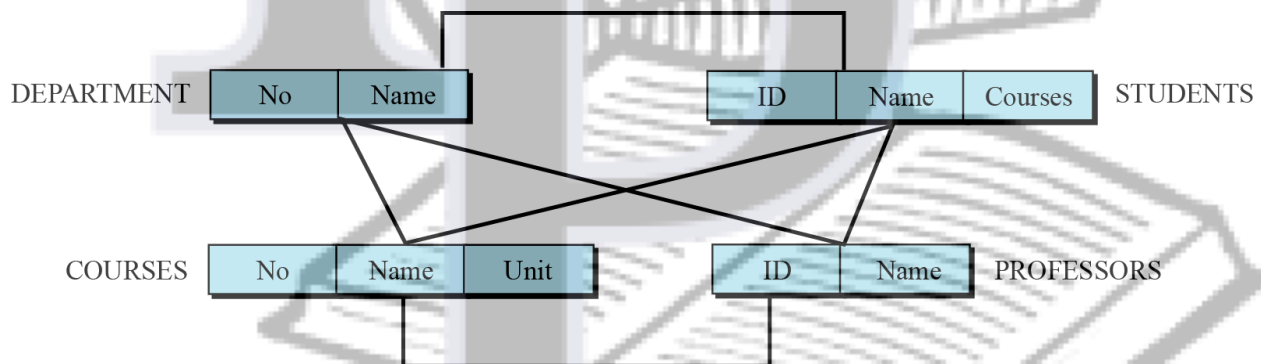 DEPARTMENT No Name
ID Name Courses STUDENTS
COURSES No Name Unit
ID Name PROFESSORS